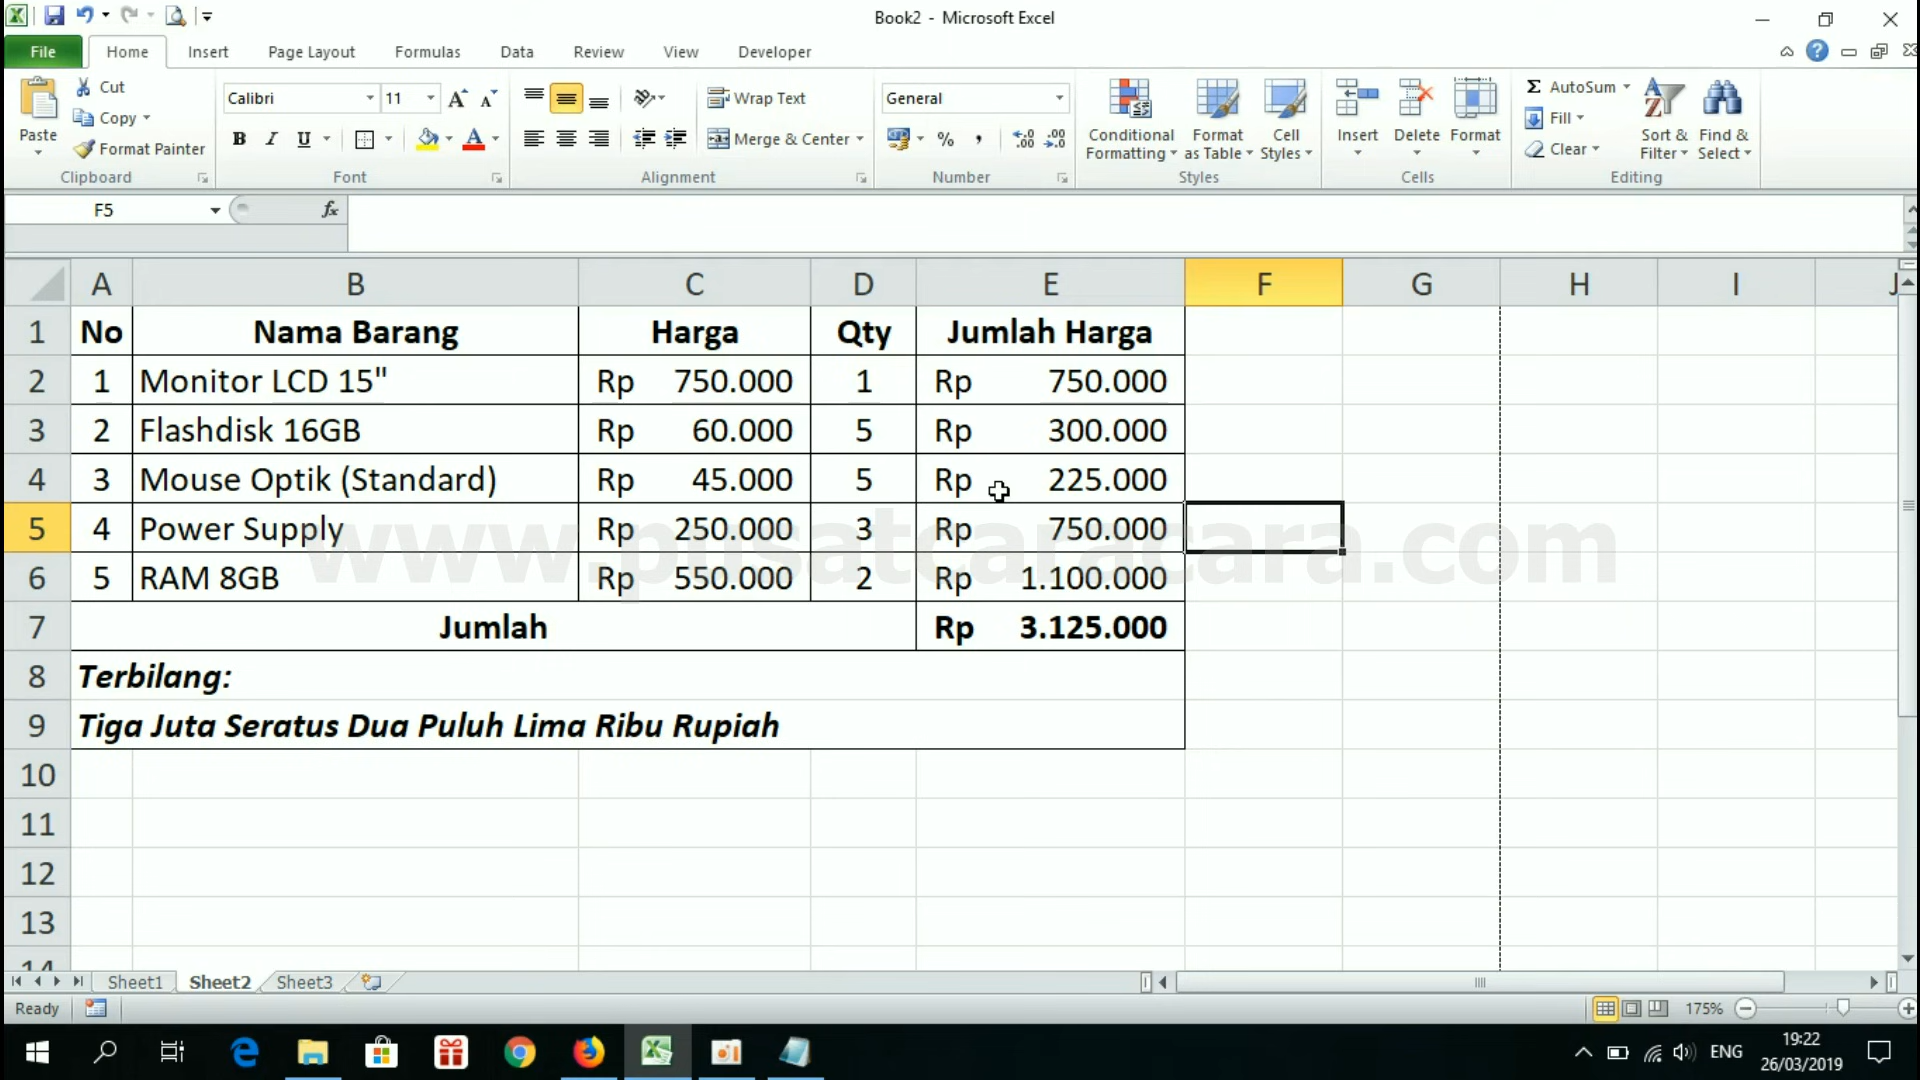 Book2 - Microsoft Excel
File Home Insert Page Layout Formulas Data Review View Developer
Paste
Cut
Copy
Format Painter
Clipboard
Calibri 11
B I U A
Font
Wrap Text
Merge & Center
Alignment
General
% ,
Number
Conditional Formatting
Format as Table
Cell Styles
Styles
Insert Delete Format
Cells
Σ AutoSum
Fill
Clear
Sort & Filter
Find & Select
Editing
F5 fx
A B C D E F G H I J
1 No Nama Barang Harga Qty Jumlah Harga
2 1 Monitor LCD 15" Rp 750.000 1 Rp 750.000
3 2 Flashdisk 16GB Rp 60.000 5 Rp 300.000
4 3 Mouse Optik (Standard) Rp 45.000 5 Rp 225.000
5 4 Power Supply Rp 250.000 3 Rp 750.000
www.pusatcaracara.com
6 5 RAM 8GB Rp 550.000 2 Rp 1.100.000
7 Jumlah Rp 3.125.000
8 Terbilang:
9 Tiga Juta Seratus Dua Puluh Lima Ribu Rupiah
10
11
12
13
14
Sheet1 Sheet2 Sheet3
Ready 175%
ENG
19:22
26/03/2019